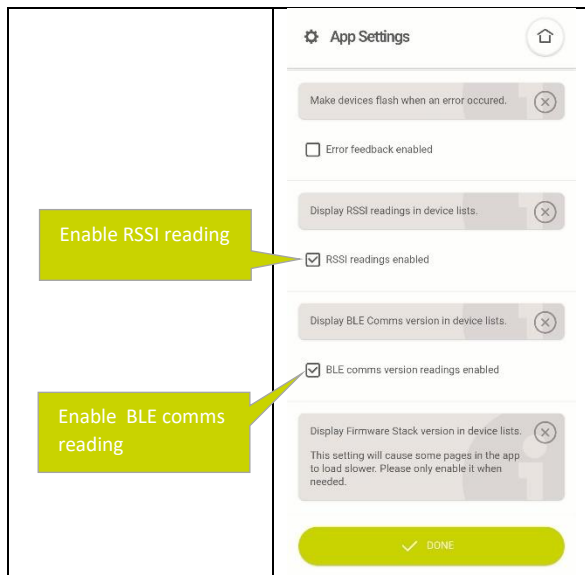 App Settings
Make devices flash when an error occured.
Error feedback enabled
Display RSSI readings in device lists.
Enable RSSI reading
RSSI readings enabled
Display BLE Comms version in device lists.
BLE comms version readings enabled
Enable BLE comms
reading
Display Firmware Stack version in device lists.
This setting will cause some pages in the app
to load slower. Please only enable it when
needed.
DONE